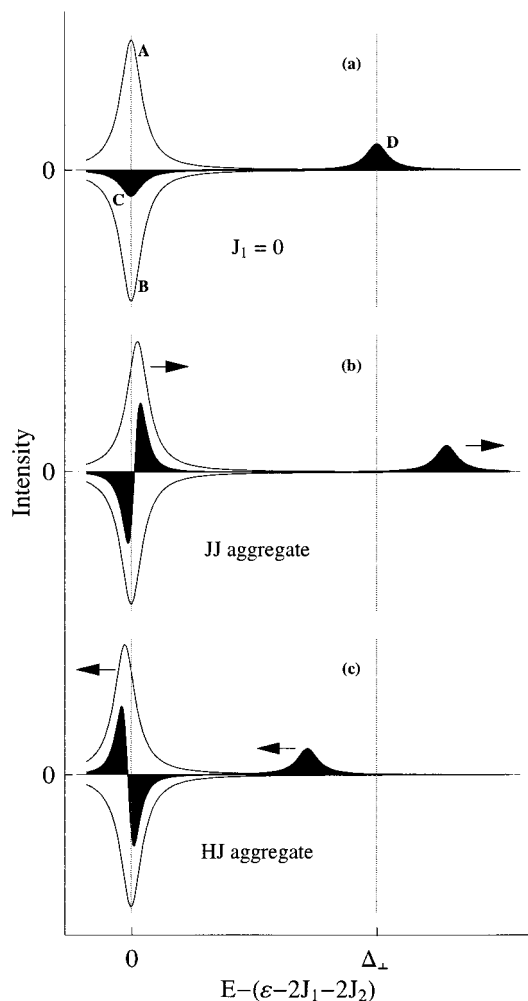 A
(a)
D
0
C
B
J₁ = 0
(b)
Intensity
0
JJ aggregate
(c)
0
HJ aggregate
0
Δ⊥
E−(ε−2J₁−2J₂)